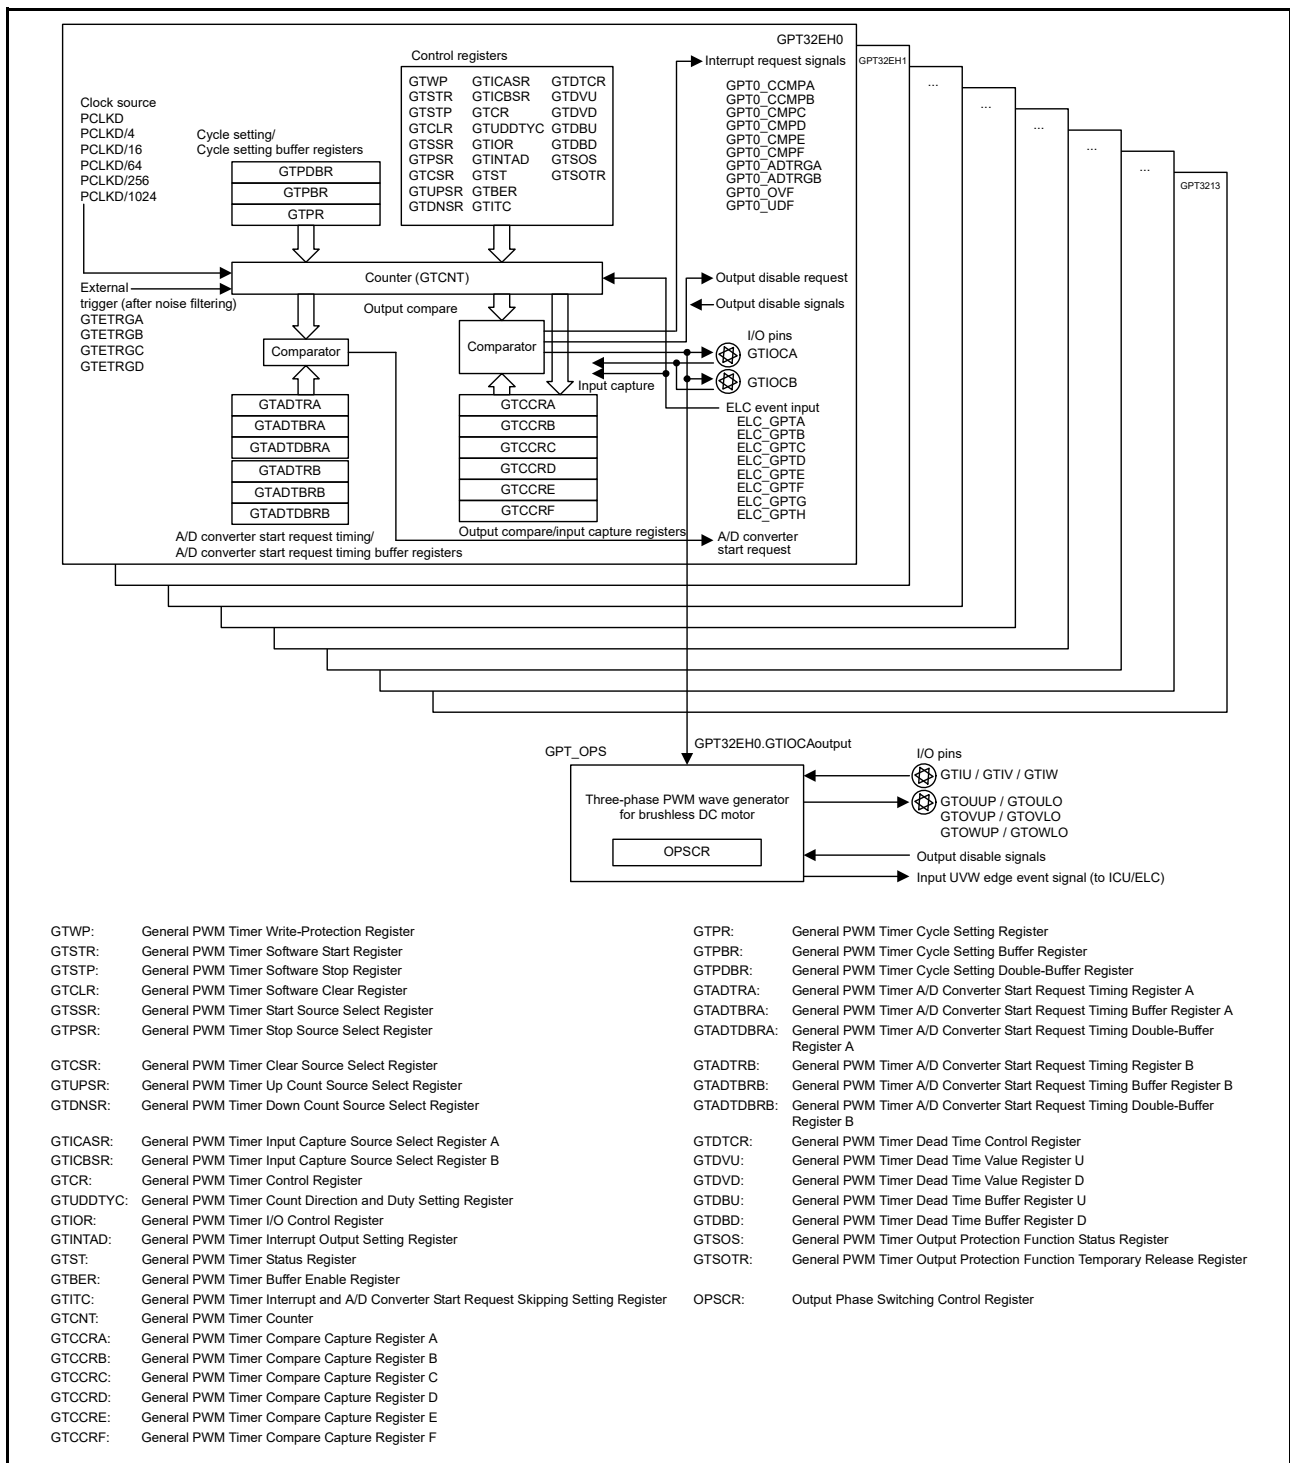 GPT32EH0
GPT32EH1
...
...
...
...
...
GPT3213
Control registers
GTWP GTICASR GTDTCR
GTSTR GTICBSR GTDVU
GTSTP GTCR GTDVD
GTCLR GTUDDTYC GTDBU
GTSSR GTIOR GTDBD
GTPSR GTINTAD GTSOS
GTCSR GTST GTSOTR
GTUPSR GTBER
GTDNSR GTITC
Interrupt request signals
GPT0_CCMPA
GPT0_CCMPB
GPT0_CMPC
GPT0_CMPD
GPT0_CMPE
GPT0_CMPF
GPT0_ADTRGA
GPT0_ADTRGB
GPT0_OVF
GPT0_UDF
Clock source
PCLKD
PCLKD/4
PCLKD/16
PCLKD/64
PCLKD/256
PCLKD/1024
Cycle setting/
Cycle setting buffer registers
GTPDBR
GTPBR
GTPR
Counter (GTCNT)
External
trigger (after noise filtering)
GTETRGA
GTETRGB
GTETRGC
GTETRGD
Output compare
Output disable request
Output disable signals
Comparator
Comparator
I/O pins
GTIOCA
GTIOCB
Input capture
ELC event input
ELC_GPTA
ELC_GPTB
ELC_GPTC
ELC_GPTD
ELC_GPTE
ELC_GPTF
ELC_GPTG
ELC_GPTH
GTADTRA
GTADTBRA
GTADTDBRA
GTADTRB
GTADTBRB
GTADTDBRB
GTCCRA
GTCCRB
GTCCRC
GTCCRD
GTCCRE
GTCCRF
A/D converter start request timing/
A/D converter start request timing buffer registers
Output compare/input capture registers
A/D converter
start request
GPT32EH0.GTIOCAoutput
GPT_OPS
Three-phase PWM wave generator
for brushless DC motor
OPSCR
I/O pins
GTIU / GTIV / GTIW
GTOUUP / GTOULO
GTOVUP / GTOVLO
GTOWUP / GTOWLO
Output disable signals
Input UVW edge event signal (to ICU/ELC)
GTWP: General PWM Timer Write-Protection Register
GTSTR: General PWM Timer Software Start Register
GTSTP: General PWM Timer Software Stop Register
GTCLR: General PWM Timer Software Clear Register
GTSSR: General PWM Timer Start Source Select Register
GTPSR: General PWM Timer Stop Source Select Register
GTCSR: General PWM Timer Clear Source Select Register
GTUPSR: General PWM Timer Up Count Source Select Register
GTDNSR: General PWM Timer Down Count Source Select Register
GTICASR: General PWM Timer Input Capture Source Select Register A
GTICBSR: General PWM Timer Input Capture Source Select Register B
GTCR: General PWM Timer Control Register
GTUDDTYC: General PWM Timer Count Direction and Duty Setting Register
GTIOR: General PWM Timer I/O Control Register
GTINTAD: General PWM Timer Interrupt Output Setting Register
GTST: General PWM Timer Status Register
GTBER: General PWM Timer Buffer Enable Register
GTITC: General PWM Timer Interrupt and A/D Converter Start Request Skipping Setting Register
GTCNT: General PWM Timer Counter
GTCCRA: General PWM Timer Compare Capture Register A
GTCCRB: General PWM Timer Compare Capture Register B
GTCCRC: General PWM Timer Compare Capture Register C
GTCCRD: General PWM Timer Compare Capture Register D
GTCCRE: General PWM Timer Compare Capture Register E
GTCCRF: General PWM Timer Compare Capture Register F
GTPR: General PWM Timer Cycle Setting Register
GTPBR: General PWM Timer Cycle Setting Buffer Register
GTPDBR: General PWM Timer Cycle Setting Double-Buffer Register
GTADTRA: General PWM Timer A/D Converter Start Request Timing Register A
GTADTBRA: General PWM Timer A/D Converter Start Request Timing Buffer Register A
GTADTDBRA: General PWM Timer A/D Converter Start Request Timing Double-Buffer
Register A
GTADTRB: General PWM Timer A/D Converter Start Request Timing Register B
GTADTBRB: General PWM Timer A/D Converter Start Request Timing Buffer Register B
GTADTDBRB: General PWM Timer A/D Converter Start Request Timing Double-Buffer
Register B
GTDTCR: General PWM Timer Dead Time Control Register
GTDVU: General PWM Timer Dead Time Value Register U
GTDVD: General PWM Timer Dead Time Value Register D
GTDBU: General PWM Timer Dead Time Buffer Register U
GTDBD: General PWM Timer Dead Time Buffer Register D
GTSOS: General PWM Timer Output Protection Function Status Register
GTSOTR: General PWM Timer Output Protection Function Temporary Release Register
OPSCR: Output Phase Switching Control Register